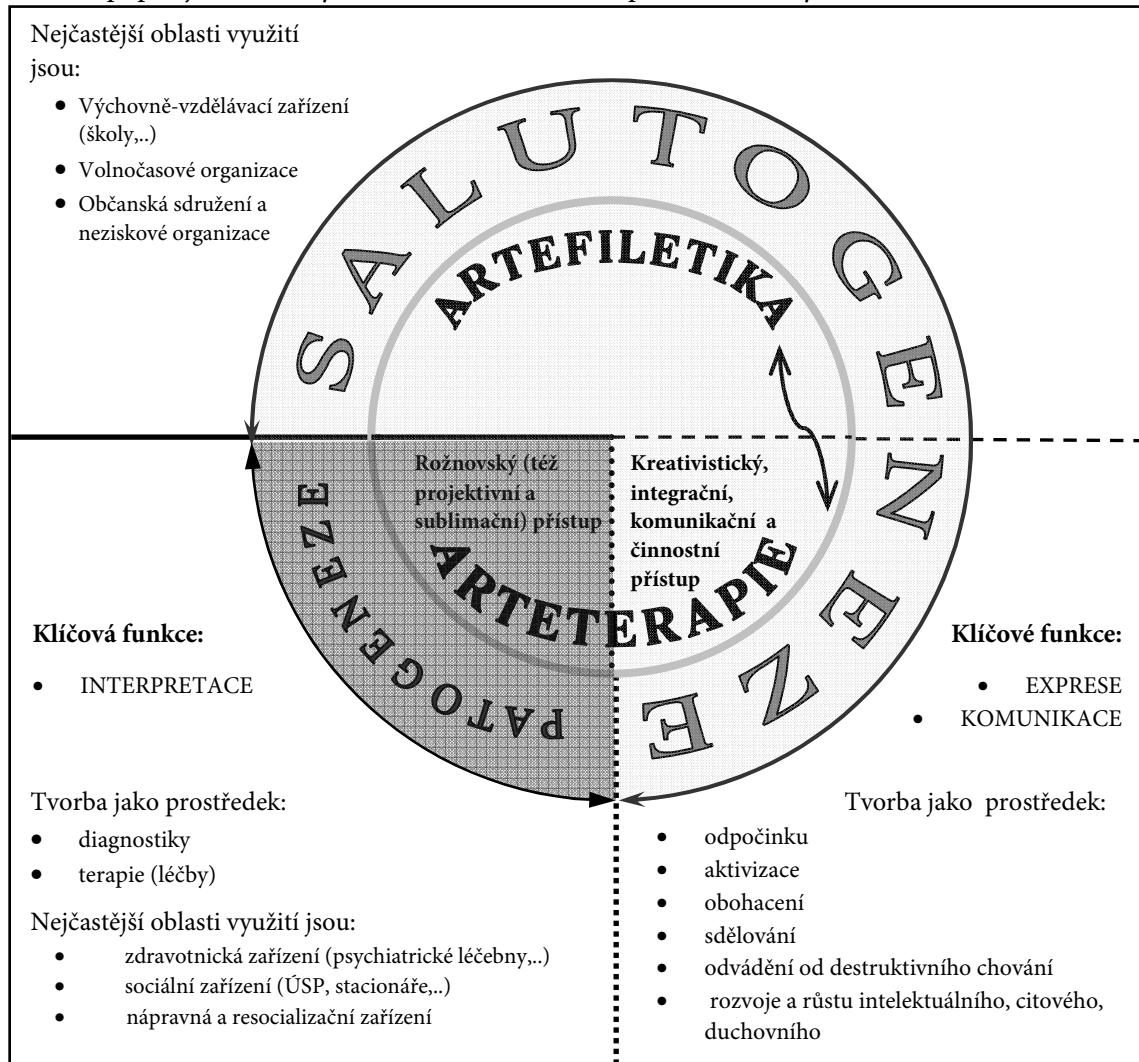 Nejčastější oblasti využití
jsou:
• Výchovně-vzdělávací zařízení
(školy,..)
• Volnočasové organizace
• Občanská sdružení a
neziskové organizace
SALUTOGENEZE
ARTEFILETIKA
Rožnovský (též
projektivní a
sublimační) přístup
Kreativistický,
integrační,
komunikační a
činnostní
přístup
ARTETERAPIE
PATOGENEZE
Klíčová funkce:
• INTERPRETACE
Klíčové funkce:
• EXPRESE
• KOMUNIKACE
Tvorba jako prostředek:
• diagnostiky
• terapie (léčby)
Nejčastější oblasti využití jsou:
• zdravotnická zařízení (psychiatrické léčebny,..)
• sociální zařízení (ÚSP, stacionáře,..)
• nápravná a resocializační zařízení
Tvorba jako prostředek:
• odpočinku
• aktivizace
• obohacení
• sdělování
• odvádění od destruktivního chování
• rozvoje a růstu intelektuálního, citového,
duchovního